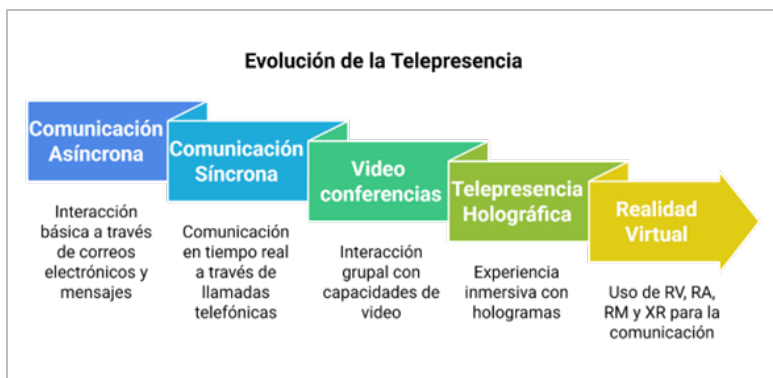 Evolución de la Telepresencia
Comunicación
Asíncrona
Interacción
básica a través
de correos
electrónicos y
mensajes
Comunicación
Síncrona
Comunicación
en tiempo real
a través de
llamadas
telefónicas
Video
conferencias
Interacción
grupal con
capacidades de
video
Telepresencia
Holográfica
Experiencia
inmersiva con
hologramas
Realidad
Virtual
Uso de RV, RA,
RM y XR para la
comunicación